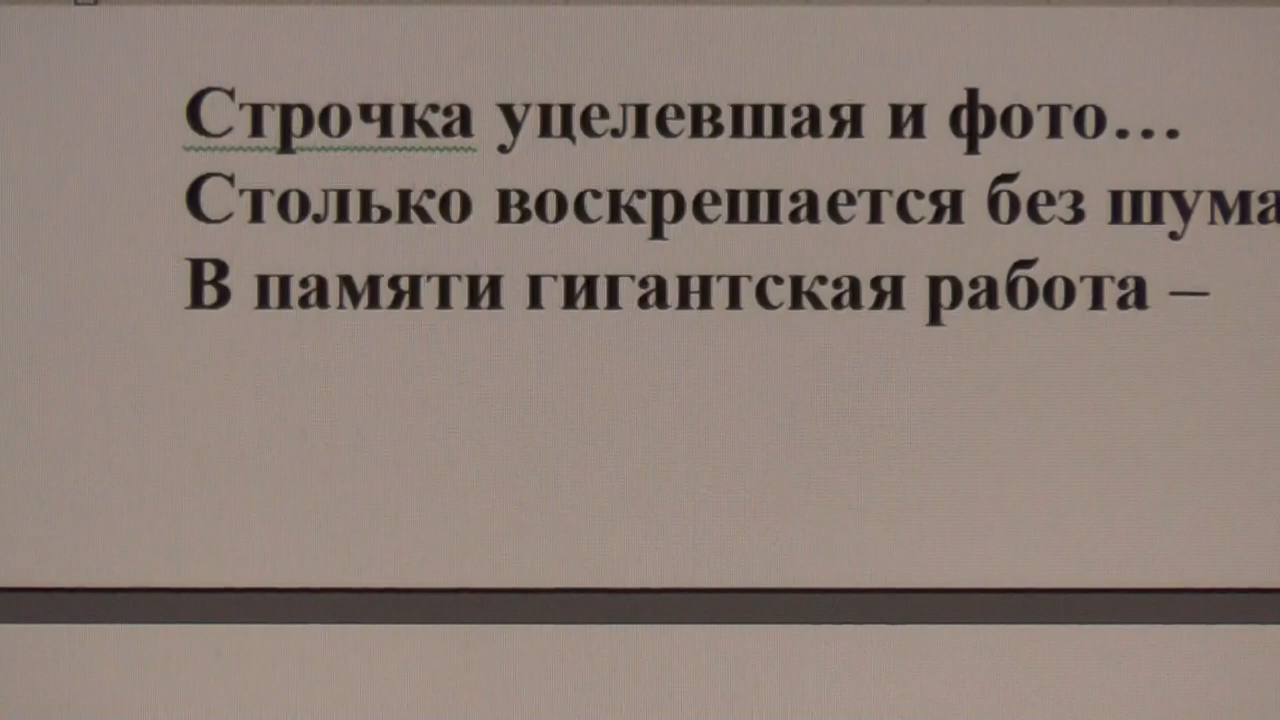 Строчка уцелевшая и фото…
Столько воскрешается без шума
В памяти гигантская работа –